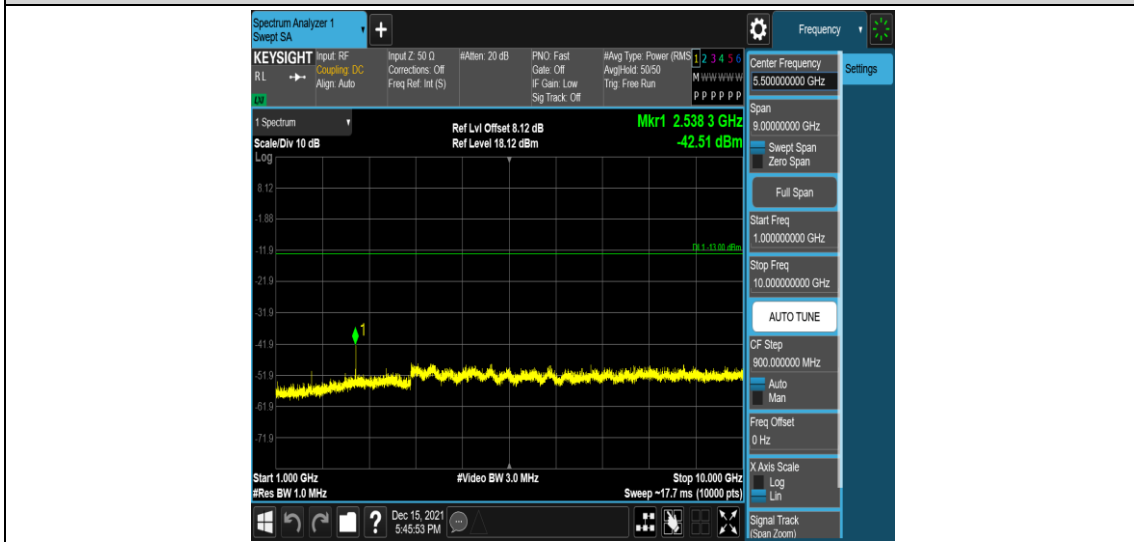 Spectrum Analyzer 1
Swept SA
+
Frequency
KEYSIGHT
RL
LXI
Input: RF
Coupling: DC
Align: Auto
Input Z: 50 Ω
Corrections: Off
Freq Ref: Int (S)
#Atten: 20 dB
PNO: Fast
Gate: Off
IF Gain: Low
Sig Track: Off
#Avg Type: Power (RMS
Avg|Hold: 50/50
Trig: Free Run
1 2 3 4 5 6
M W W W W W
P P P P P P
1 Spectrum
Scale/Div 10 dB
Log
Ref Lvl Offset 8.12 dB
Ref Level 18.12 dBm
Mkr1 2.538 3 GHz
-42.51 dBm
8.12
-1.88
-11.9
DL1 -13.00 dBm
-21.9
-31.9
1
-41.9
-51.9
-61.9
-71.9
Start 1.000 GHz
#Res BW 1.0 MHz
#Video BW 3.0 MHz
Stop 10.000 GHz
Sweep ~17.7 ms (10000 pts)
?
Dec 15, 2021
5:45:53 PM
Center Frequency
5.500000000 GHz
Settings
Span
9.00000000 GHz
Swept Span
Zero Span
Full Span
Start Freq
1.000000000 GHz
Stop Freq
10.000000000 GHz
AUTO TUNE
CF Step
900.000000 MHz
Auto
Man
Freq Offset
0 Hz
X Axis Scale
Log
Lin
Signal Track
(Span Zoom)